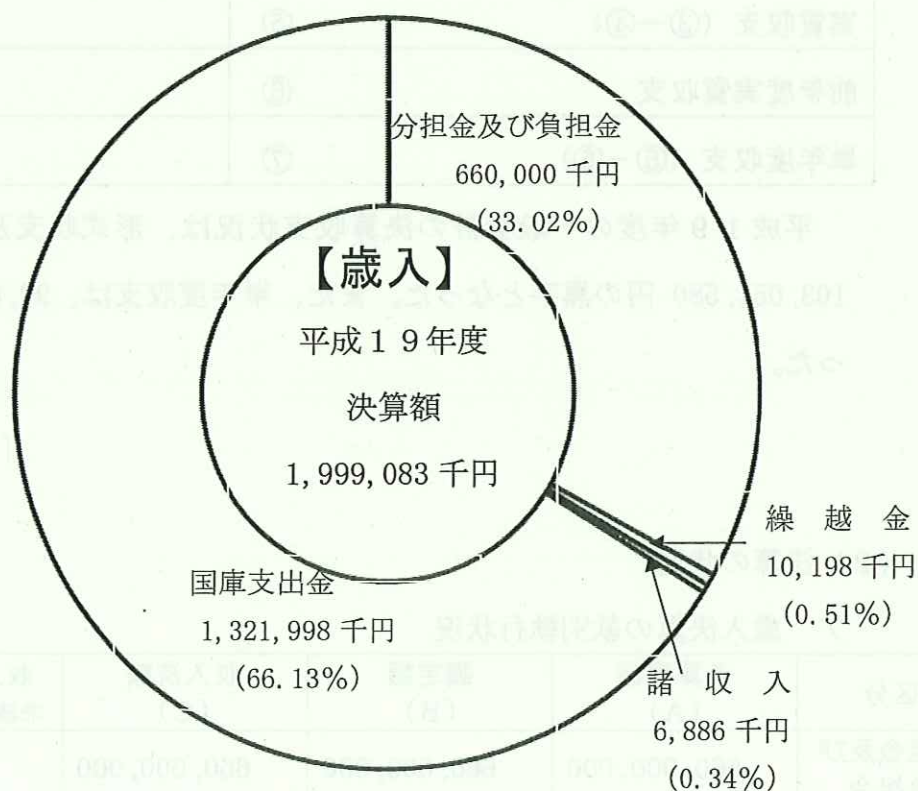 分担金及び負担金
660,000 千円
(33.02%)
【歳入】
平成１９年度
決算額
1,999,083 千円
繰 越 金
10,198 千円
(0.51%)
国庫支出金
1,321,998 千円
(66.13%)
諸 収 入
6,886 千円
(0.34%)